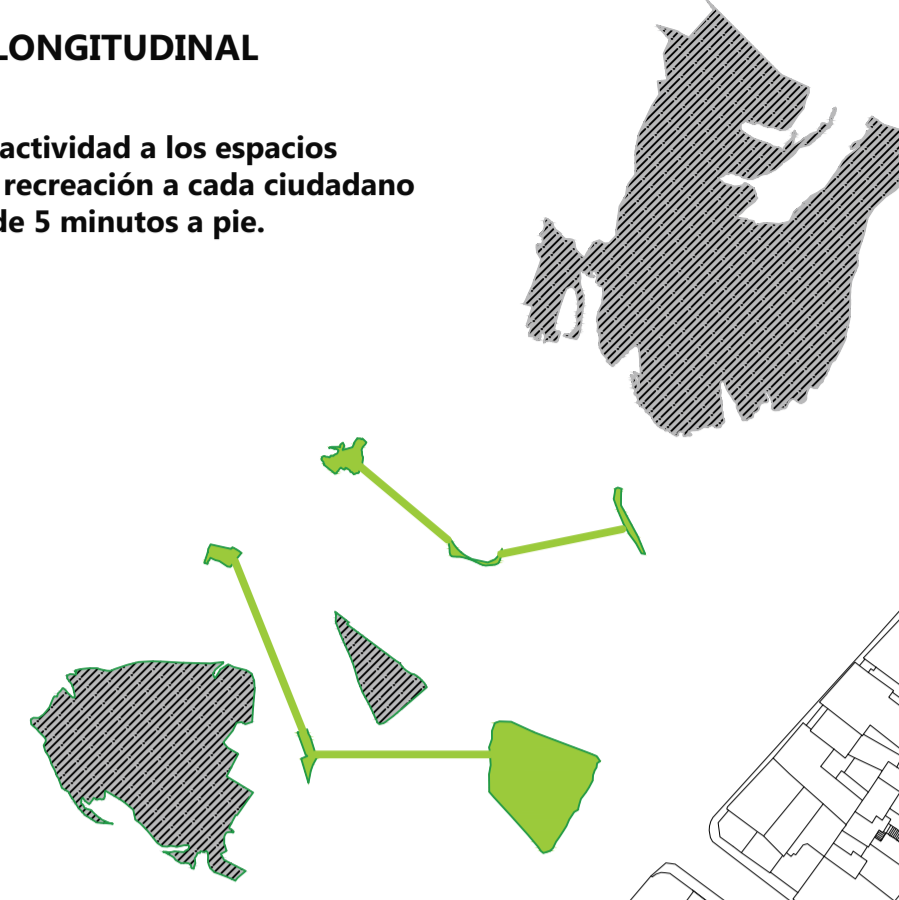 LONGITUDINAL
actividad a los espacios
recreación a cada ciudadano
de 5 minutos a pie.